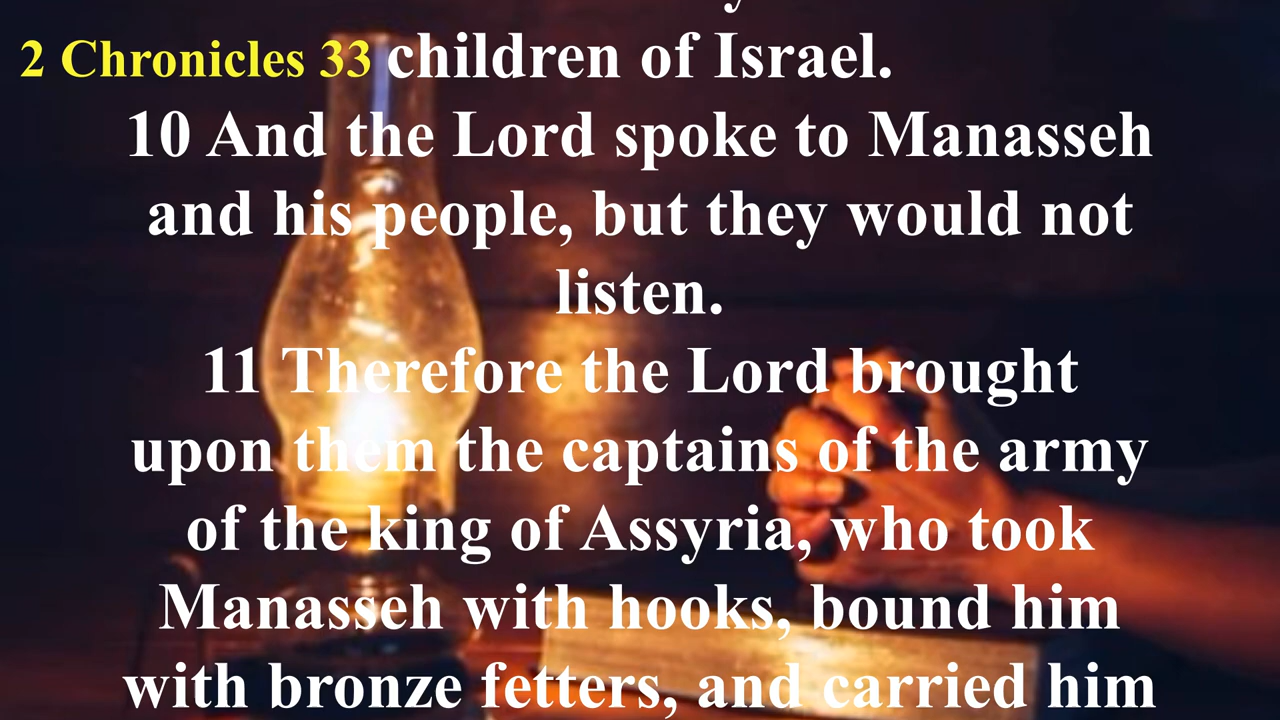 2 Chronicles 33 children of Israel.
10 And the Lord spoke to Manasseh
and his people, but they would not
listen.
11 Therefore the Lord brought
upon them the captains of the army
of the king of Assyria, who took
Manasseh with hooks, bound him
with bronze fetters, and carried him